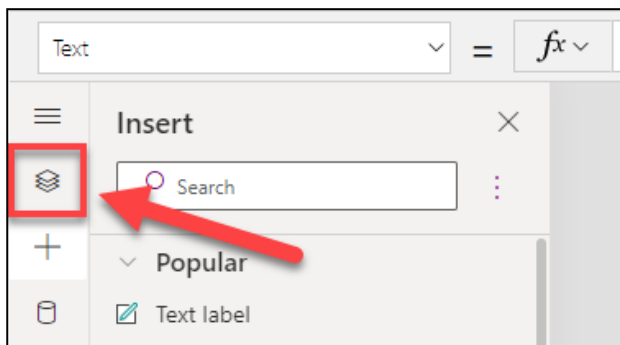 Text = fx
Insert
Search
Popular
Text label